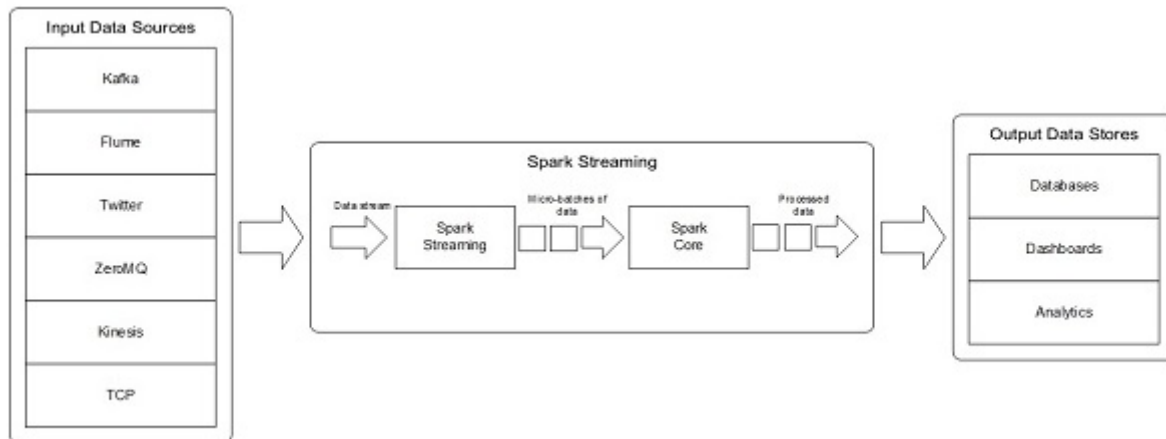 Input Data Sources
Kafka
Flume
Twitter
ZeroMQ
Kinesis
TCP
Spark Streaming
Data stream
Spark
Streaming
Micro-batches of
data
Spark
Core
Processed
data
Output Data Stores
Databases
Dashboards
Analytics